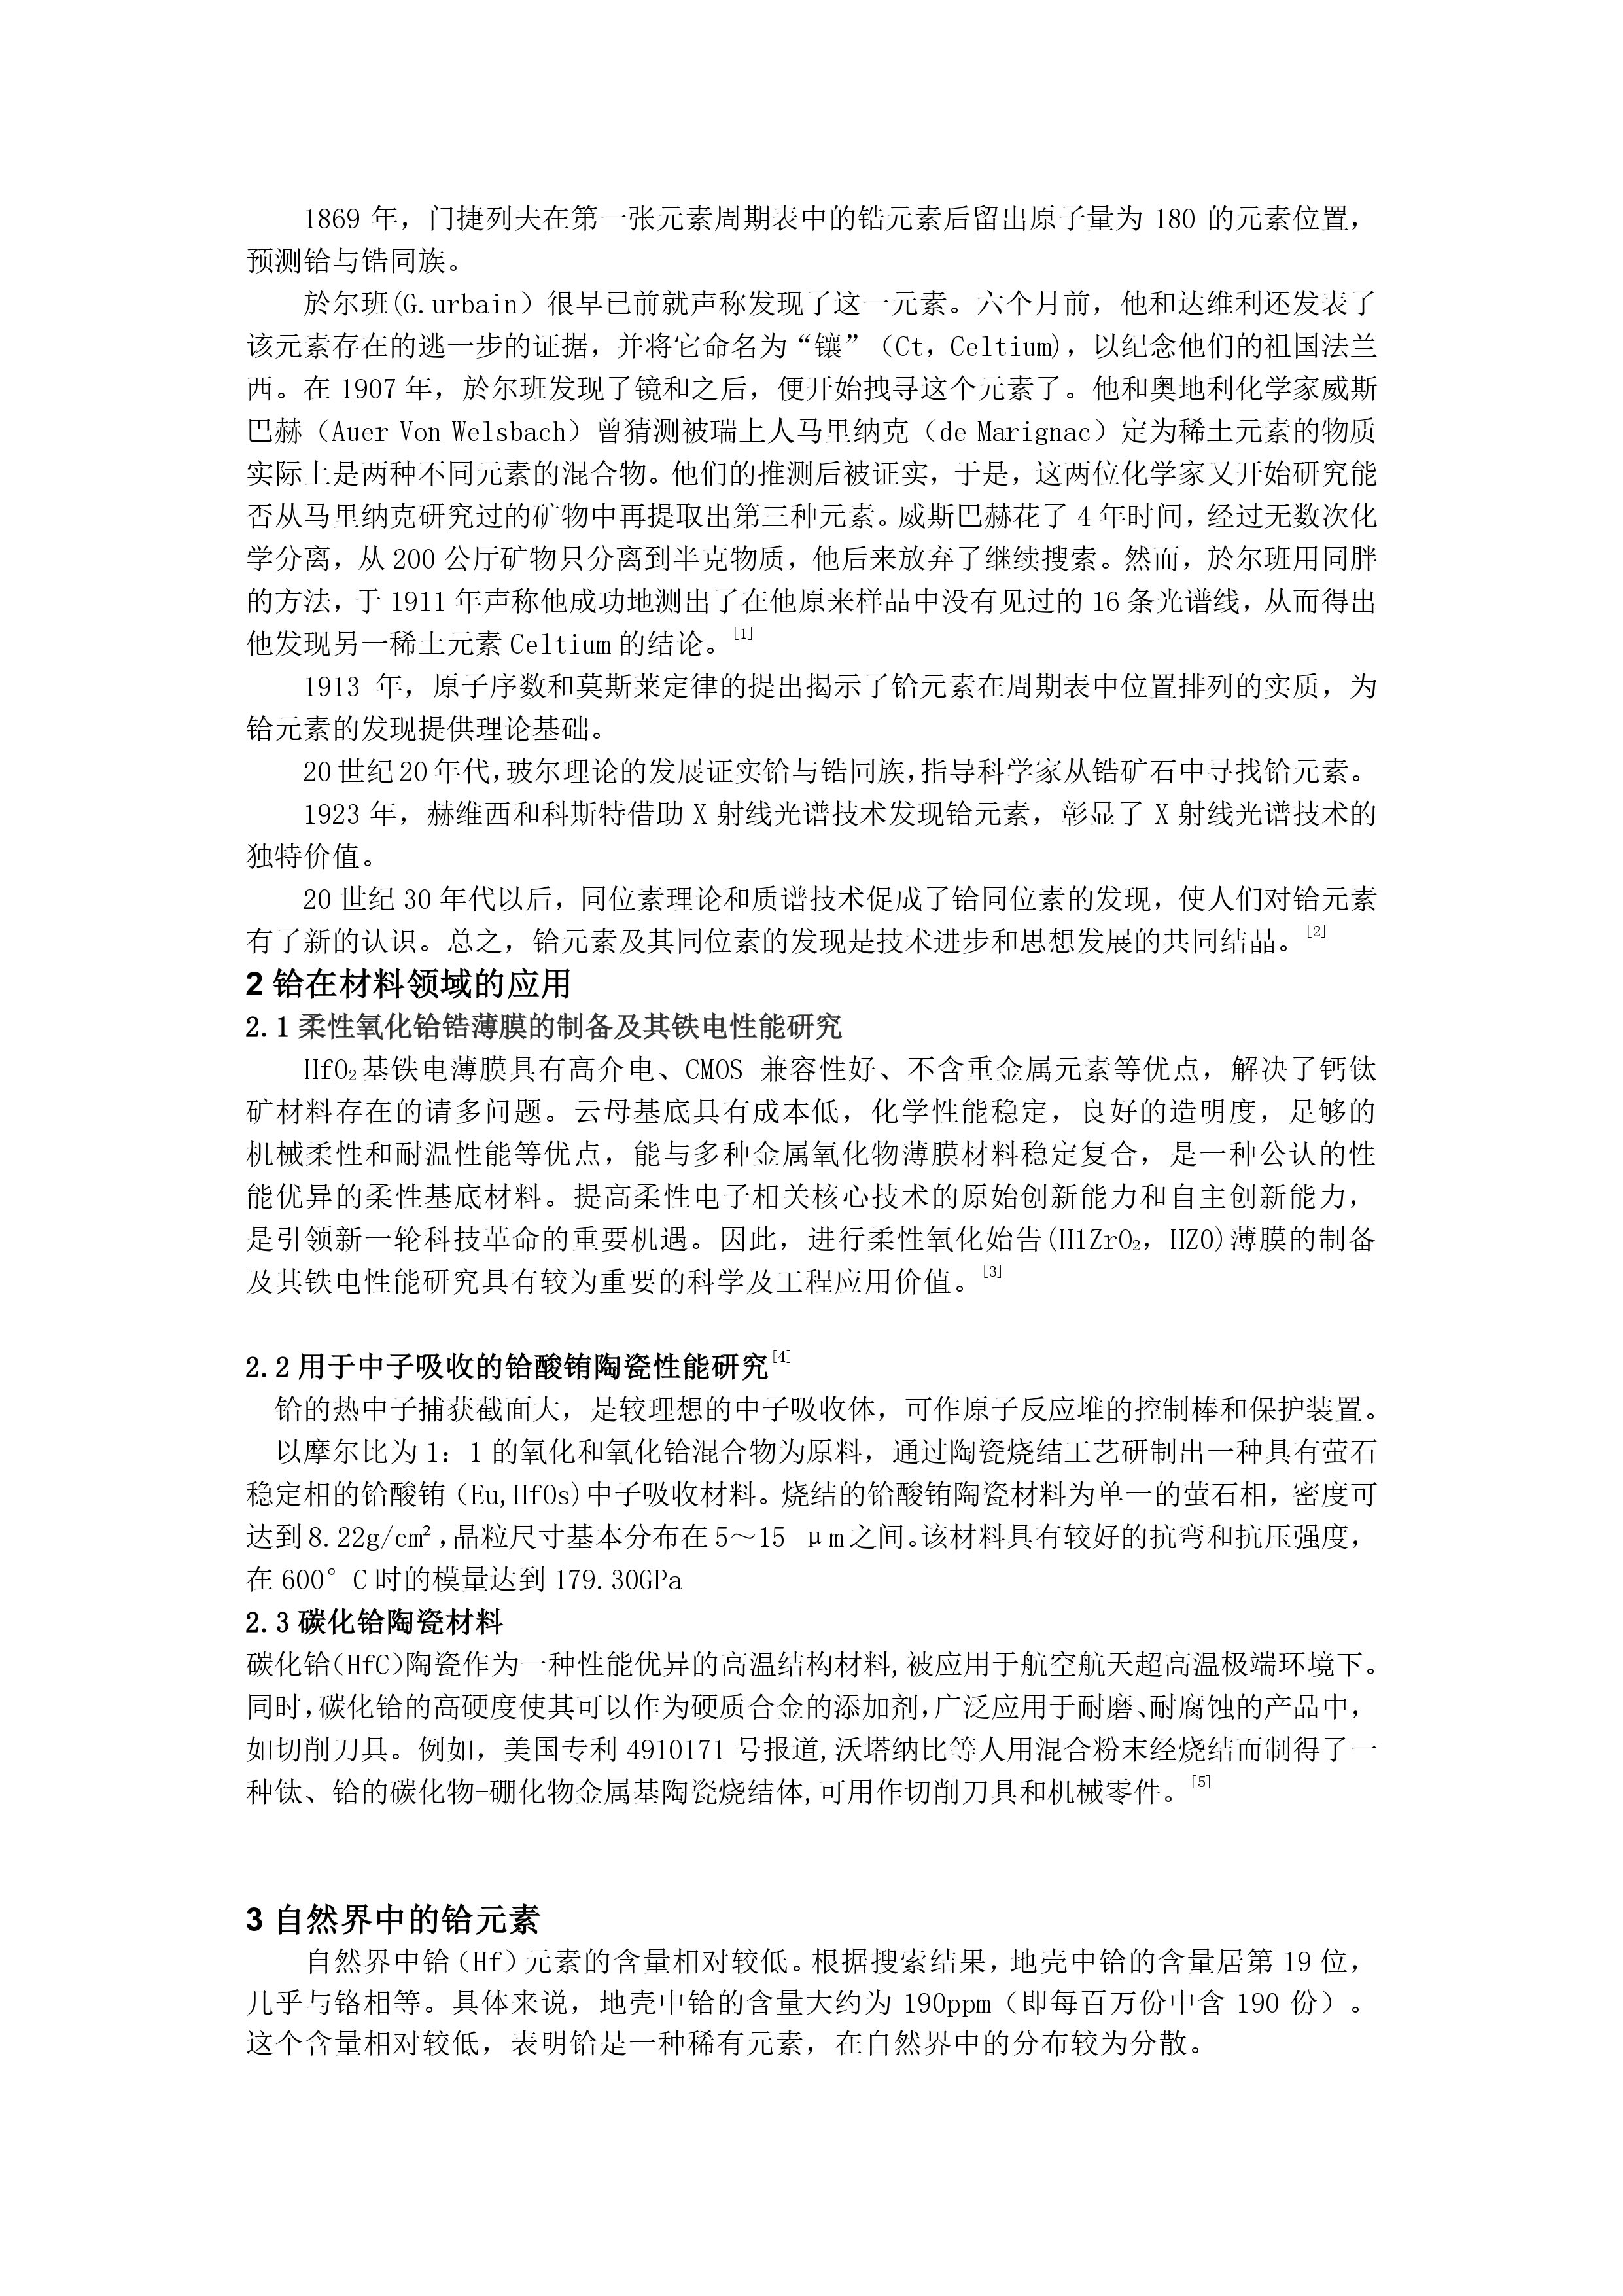 1869 年，门捷列夫在第一张元素周期表中的锆元素后留出原子量为 180 的元素位置，
预测铪与锆同族。
於尔班(G.urbain）很早已前就声称发现了这一元素。六个月前，他和达维利还发表了
该元素存在的逃一步的证据，并将它命名为“镶”（Ct，Celtium)，以纪念他们的祖国法兰
西。在 1907 年，於尔班发现了镜和之后，便开始拽寻这个元素了。他和奥地利化学家威斯
巴赫（Auer Von Welsbach）曾猜测被瑞上人马里纳克（de Marignac）定为稀土元素的物质
实际上是两种不同元素的混合物。他们的推测后被证实，于是，这两位化学家又开始研究能
否从马里纳克研究过的矿物中再提取出第三种元素。威斯巴赫花了 4 年时间，经过无数次化
学分离，从 200 公厅矿物只分离到半克物质，他后来放弃了继续搜索。然而，於尔班用同胖
的方法，于 1911 年声称他成功地测出了在他原来样品中没有见过的 16 条光谱线，从而得出
他发现另一稀土元素 Celtium 的结论。[1]
1913 年，原子序数和莫斯莱定律的提出揭示了铪元素在周期表中位置排列的实质，为
铪元素的发现提供理论基础。
20 世纪 20 年代，玻尔理论的发展证实铪与锆同族，指导科学家从锆矿石中寻找铪元素。
1923 年，赫维西和科斯特借助 X 射线光谱技术发现铪元素，彰显了 X 射线光谱技术的
独特价值。
20 世纪 30 年代以后，同位素理论和质谱技术促成了铪同位素的发现，使人们对铪元素
有了新的认识。总之，铪元素及其同位素的发现是技术进步和思想发展的共同结晶。[2]
2 铪在材料领域的应用
2.1 柔性氧化铪锆薄膜的制备及其铁电性能研究
HfO₂基铁电薄膜具有高介电、CMOS 兼容性好、不含重金属元素等优点，解决了钙钛
矿材料存在的请多问题。云母基底具有成本低，化学性能稳定，良好的造明度，足够的
机械柔性和耐温性能等优点，能与多种金属氧化物薄膜材料稳定复合，是一种公认的性
能优异的柔性基底材料。提高柔性电子相关核心技术的原始创新能力和自主创新能力，
是引领新一轮科技革命的重要机遇。因此，进行柔性氧化始告(H1ZrO₂，HZO)薄膜的制备
及其铁电性能研究具有较为重要的科学及工程应用价值。[3]
2.2 用于中子吸收的铪酸铕陶瓷性能研究[4]
铪的热中子捕获截面大，是较理想的中子吸收体，可作原子反应堆的控制棒和保护装置。
以摩尔比为 1：1 的氧化和氧化铪混合物为原料，通过陶瓷烧结工艺研制出一种具有萤石
稳定相的铪酸铕（Eu,HfOs)中子吸收材料。烧结的铪酸铕陶瓷材料为单一的萤石相，密度可
达到 8.22g/cm²，晶粒尺寸基本分布在 5～15 μm 之间。该材料具有较好的抗弯和抗压强度，
在 600°C 时的模量达到 179.30GPa
2.3 碳化铪陶瓷材料
碳化铪(HfC)陶瓷作为一种性能优异的高温结构材料,被应用于航空航天超高温极端环境下。
同时，碳化铪的高硬度使其可以作为硬质合金的添加剂，广泛应用于耐磨、耐腐蚀的产品中，
如切削刀具。例如，美国专利 4910171 号报道,沃塔纳比等人用混合粉末经烧结而制得了一
种钛、铪的碳化物-硼化物金属基陶瓷烧结体,可用作切削刀具和机械零件。[5]
3 自然界中的铪元素
自然界中铪（Hf）元素的含量相对较低。根据搜索结果，地壳中铪的含量居第 19 位，
几乎与铬相等。具体来说，地壳中铪的含量大约为 190ppm（即每百万份中含 190 份）。
这个含量相对较低，表明铪是一种稀有元素，在自然界中的分布较为分散。